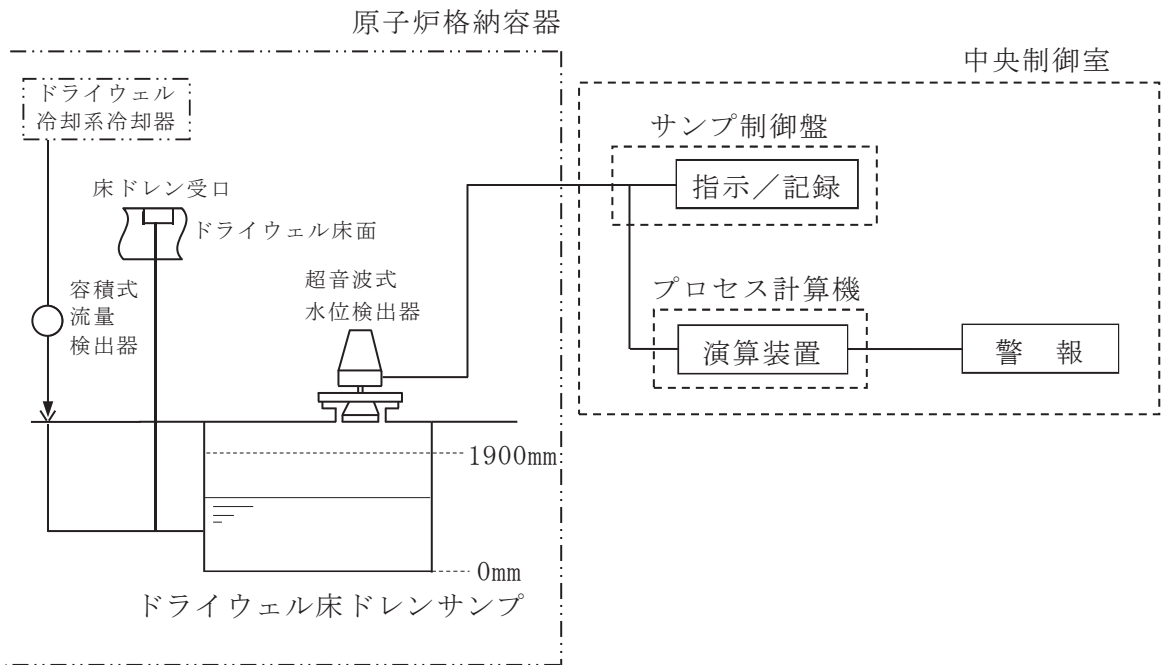 原子炉格納容器
中央制御室
ドライウェル
冷却系冷却器
サンプ制御盤
指示／記録
床ドレン受口
ドライウェル床面
超音波式
水位検出器
容積式
流量
検出器
プロセス計算機
演算装置
警　報
1900mm
0mm
ドライウェル床ドレンサンプ